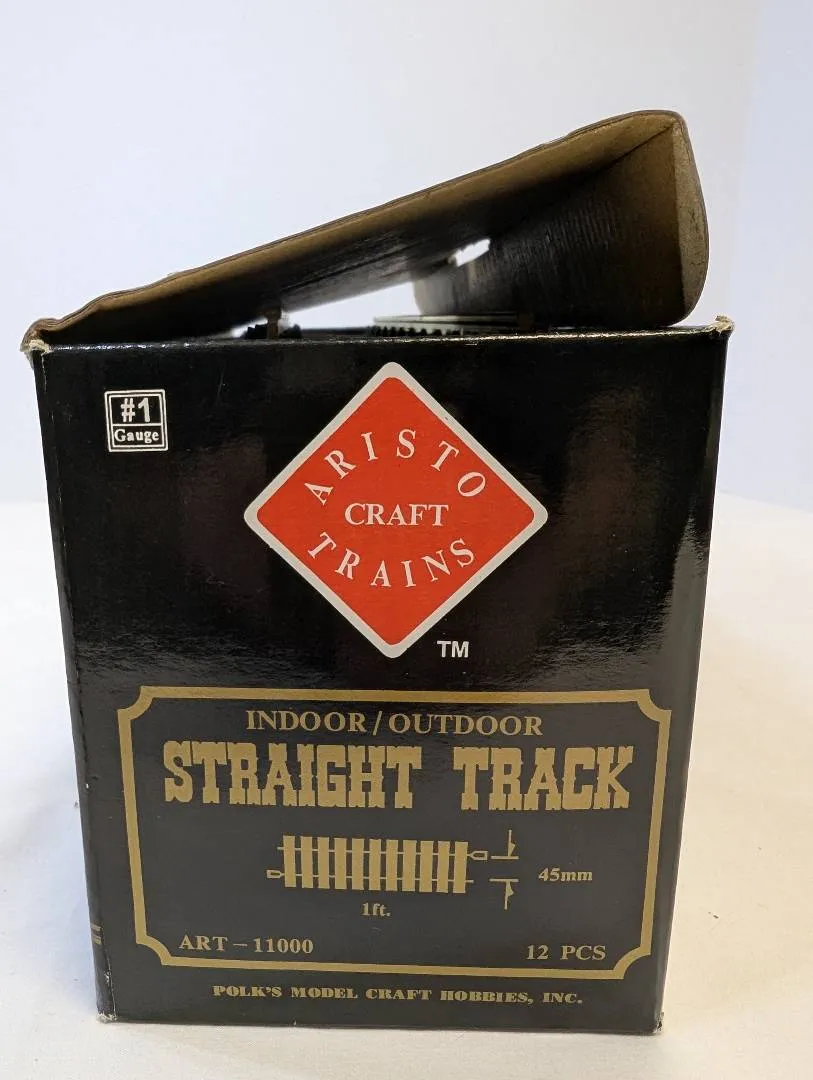 #1
Gauge
ARISTO
CRAFT
TRAINS
TM
INDOOR/OUTDOOR
STRAIGHT TRACK
45mm
1ft.
ART-11000
12 PCS
POLK'S MODEL CRAFT HOBBIES, INC.